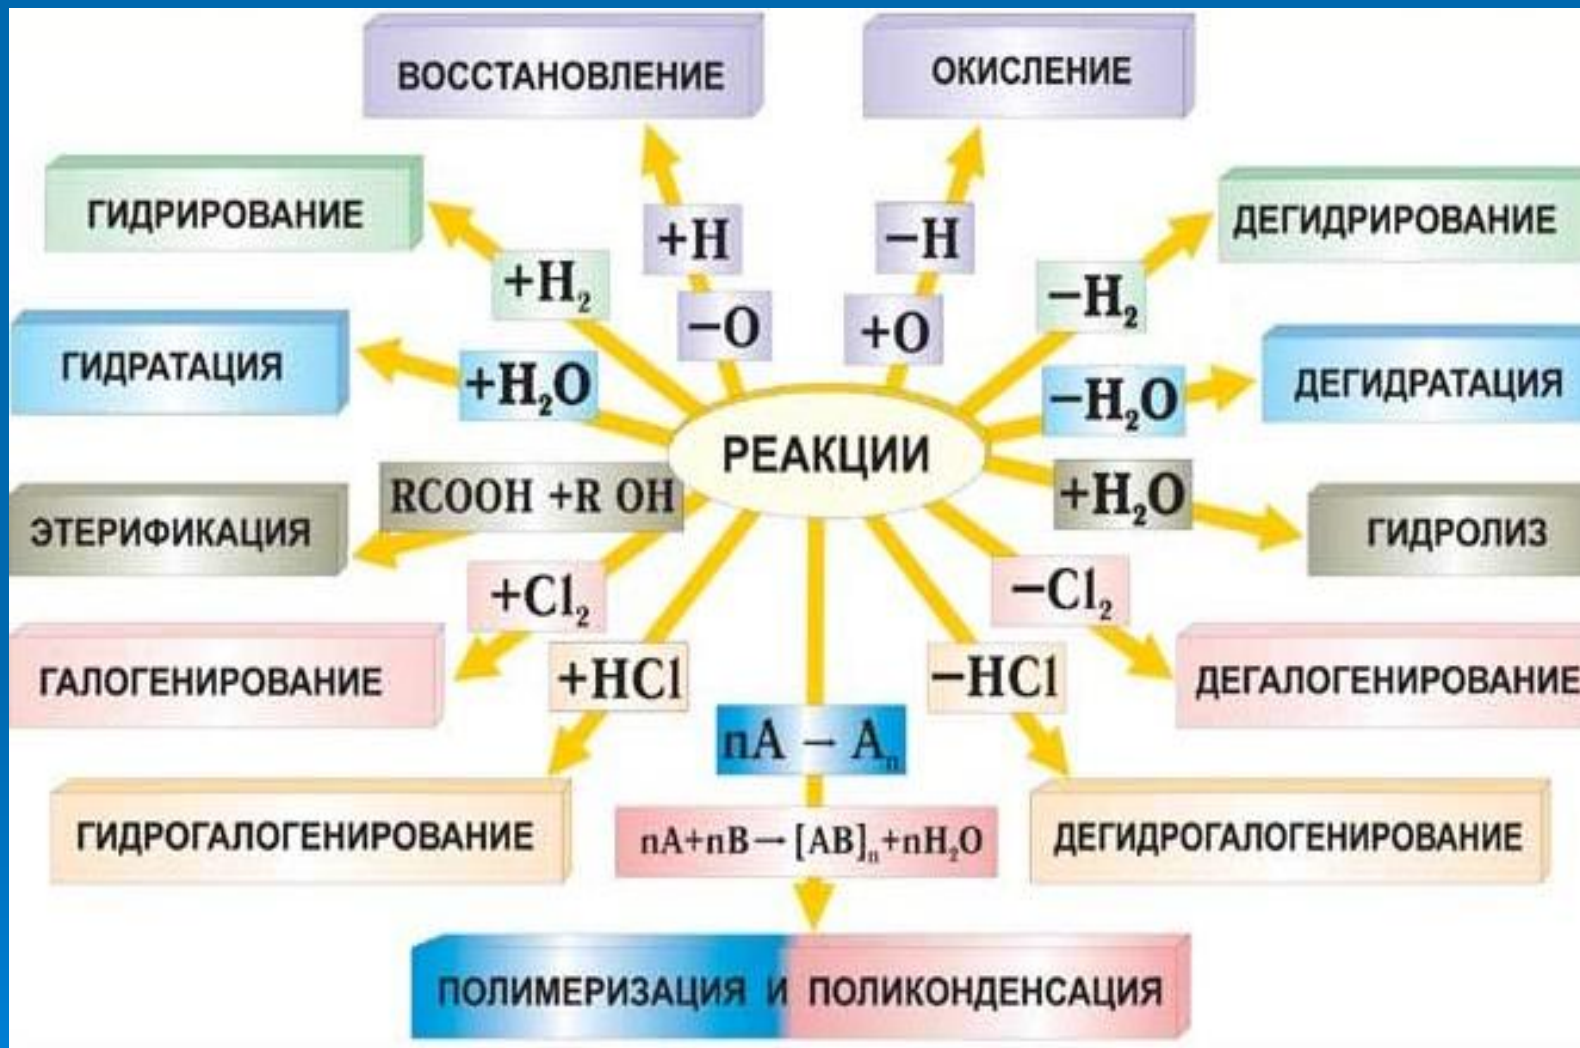 ВОССТАНОВЛЕНИЕ
ОКИСЛЕНИЕ
ГИДРИРОВАНИЕ
+H
−H
ДЕГИДРИРОВАНИЕ
+H₂
−O
+O
−H₂
ГИДРАТАЦИЯ
+H₂O
−H₂O
ДЕГИДРАТАЦИЯ
РЕАКЦИИ
ЭТЕРИФИКАЦИЯ
RCOOH +R OH
+H₂O
ГИДРОЛИЗ
+Cl₂
−Cl₂
ГАЛОГЕНИРОВАНИЕ
+HCl
−HCl
ДЕГАЛОГЕНИРОВАНИЕ
nA → Aₙ
ГИДРОГАЛОГЕНИРОВАНИЕ
nA+nB→[AB]ₙ+nH₂O
ДЕГИДРОГАЛОГЕНИРОВАНИЕ
ПОЛИМЕРИЗАЦИЯ И ПОЛИКОНДЕНСАЦИЯ